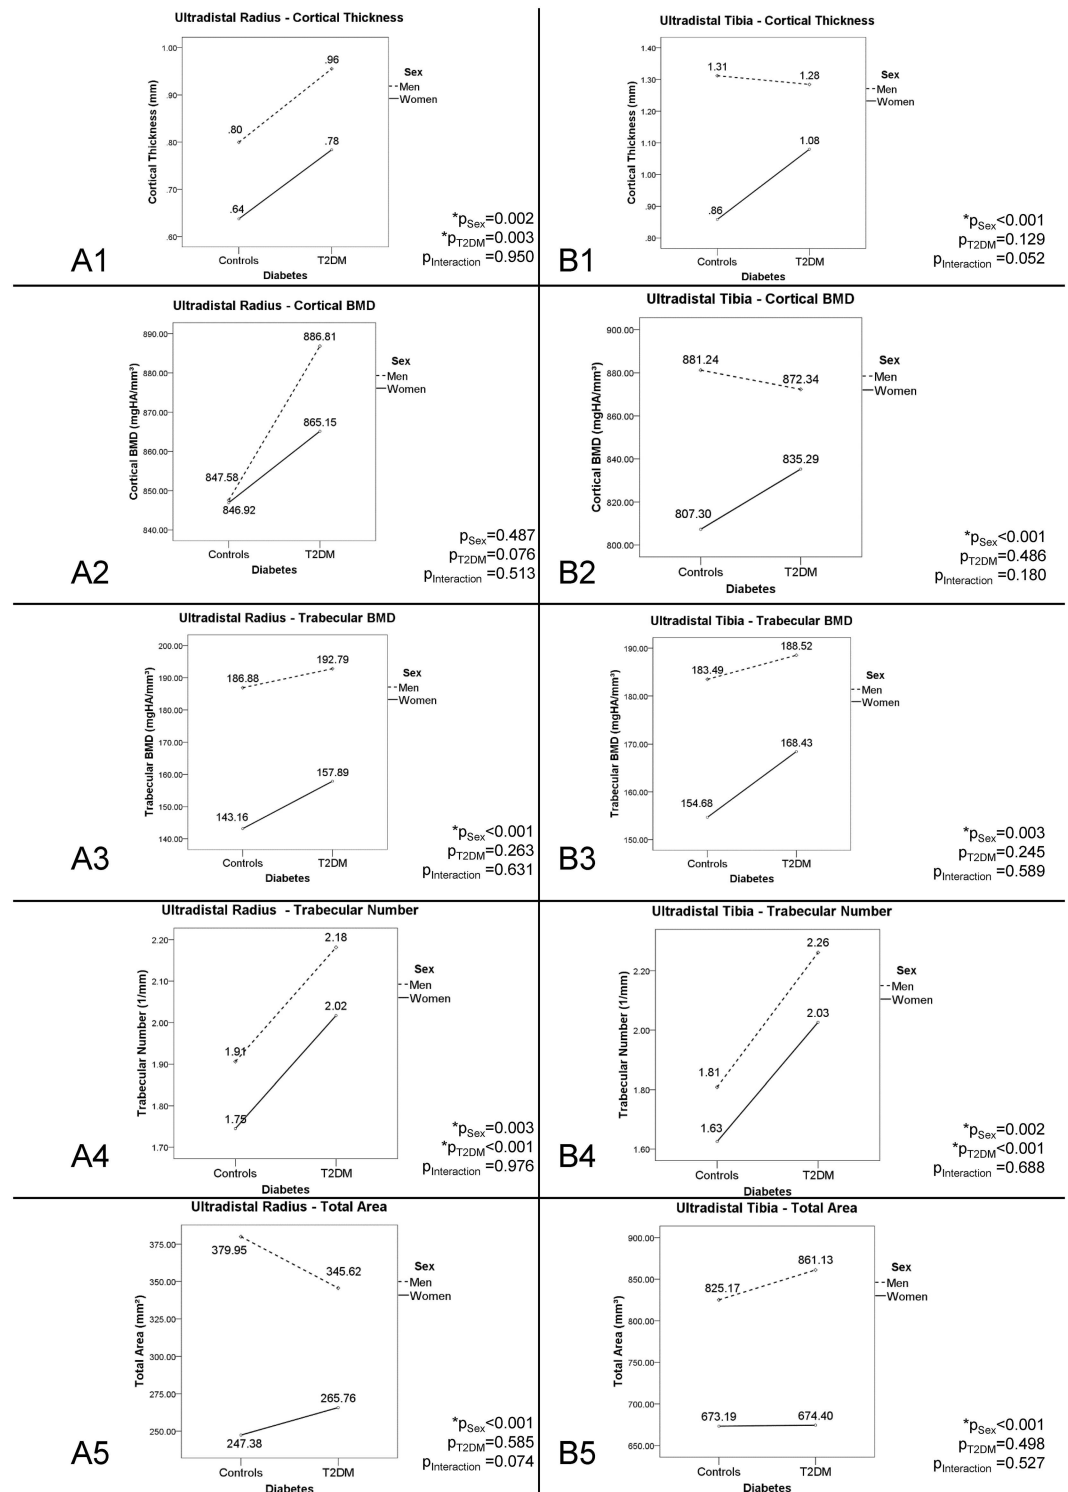 Ultradistal Radius - Cortical Thickness
1.00
.90
.80
.70
.60
Cortical Thickness (mm)
.96
.80
.78
.64
Sex
Men
Women
Controls
T2DM
Diabetes
*pSex=0.002
*pT2DM=0.003
pInteraction =0.950
A1
Ultradistal Tibia - Cortical Thickness
1.40
1.30
1.20
1.10
1.00
.90
.80
Cortical Thickness (mm)
1.31
1.28
1.08
.86
Sex
Men
Women
Controls
T2DM
Diabetes
*pSex<0.001
pT2DM=0.129
pInteraction =0.052
B1
Ultradistal Radius - Cortical BMD
890.00
880.00
870.00
860.00
850.00
840.00
Cortical BMD (mgHA/mm³)
886.81
865.15
847.58
846.92
Sex
Men
Women
Controls
T2DM
Diabetes
pSex=0.487
pT2DM=0.076
pInteraction =0.513
A2
Ultradistal Tibia - Cortical BMD
900.00
880.00
860.00
840.00
820.00
800.00
Cortical BMD (mgHA/mm³)
881.24
872.34
835.29
807.30
Sex
Men
Women
Controls
T2DM
Diabetes
*pSex<0.001
pT2DM=0.486
pInteraction =0.180
B2
Ultradistal Radius - Trabecular BMD
200.00
190.00
180.00
170.00
160.00
150.00
140.00
Trabecular BMD (mgHA/mm³)
192.79
186.88
157.89
143.16
Sex
Men
Women
Controls
T2DM
Diabetes
*pSex<0.001
pT2DM=0.263
pInteraction =0.631
A3
Ultradistal Tibia - Trabecular BMD
190.00
180.00
170.00
160.00
150.00
Trabecular BMD (mgHA/mm³)
188.52
183.49
168.43
154.68
Sex
Men
Women
Controls
T2DM
Diabetes
*pSex=0.003
pT2DM=0.245
pInteraction =0.589
B3
Ultradistal Radius - Trabecular Number
2.20
2.10
2.00
1.90
1.80
1.70
Trabecular Number (1/mm)
2.18
2.02
1.91
1.75
Sex
Men
Women
Controls
T2DM
Diabetes
*pSex=0.003
*pT2DM<0.001
pInteraction =0.976
A4
Ultradistal Tibia - Trabecular Number
2.20
2.00
1.80
1.60
Trabecular Number (1/mm)
2.26
2.03
1.81
1.63
Sex
Men
Women
Controls
T2DM
Diabetes
*pSex=0.002
*pT2DM<0.001
pInteraction =0.688
B4
Ultradistal Radius - Total Area
375.00
350.00
325.00
300.00
275.00
250.00
Total Area (mm²)
379.95
345.62
265.76
247.38
Sex
Men
Women
Controls
T2DM
Diabetes
*pSex<0.001
pT2DM=0.585
pInteraction =0.074
A5
Ultradistal Tibia - Total Area
900.00
850.00
800.00
700.00
650.00
Total Area (mm³)
861.13
825.17
673.19
674.40
Sex
Men
Women
Controls
T2DM
Diabetes
*pSex<0.001
pT2DM=0.498
pInteraction =0.527
B5